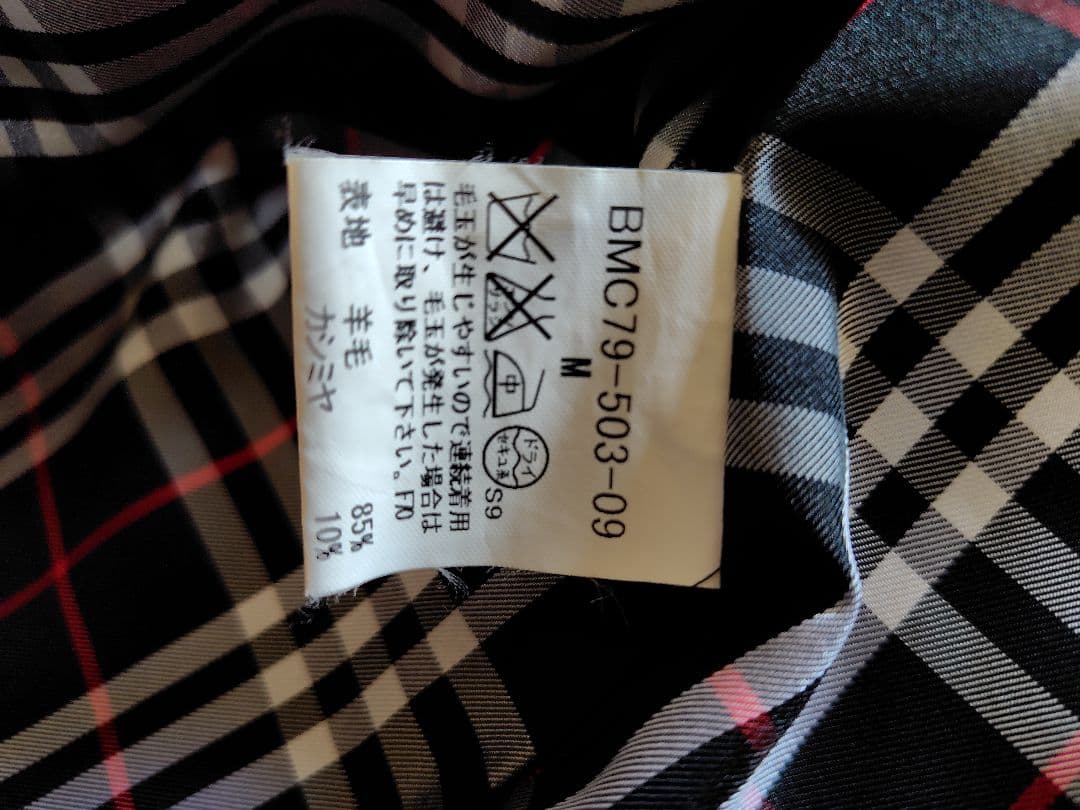 BMC79-503-09
M
中
ドライ
セキユ系
S9
毛玉が生じやすいので連続着用
は避け、毛玉が発生した場合は
早めに取り除いて下さい。FX0
表地 羊毛 85%
カシミヤ 10%